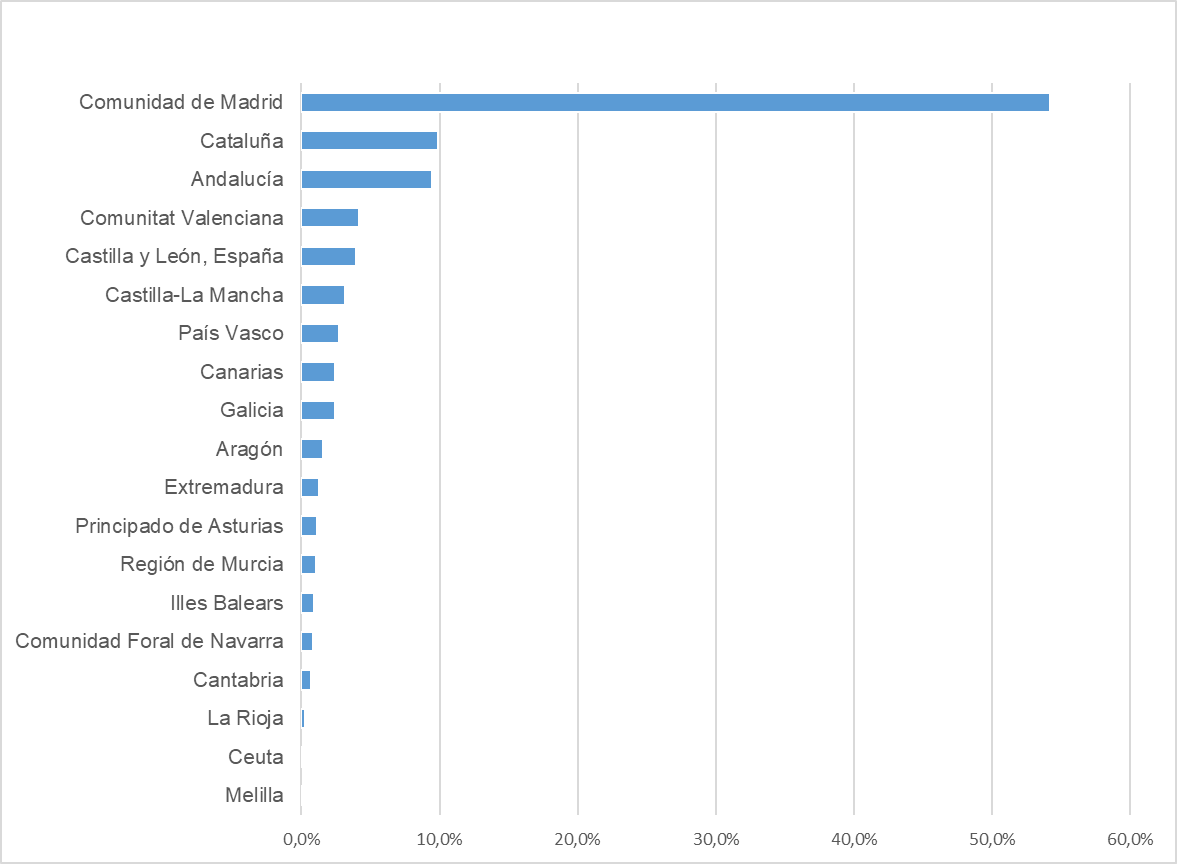 Comunidad de Madrid
Cataluña
Andalucía
Comunitat Valenciana
Castilla y León, España
Castilla-La Mancha
País Vasco
Canarias
Galicia
Aragón
Extremadura
Principado de Asturias
Región de Murcia
Illes Balears
Comunidad Foral de Navarra
Cantabria
La Rioja
Ceuta
Melilla
0,0% 10,0% 20,0% 30,0% 40,0% 50,0% 60,0%